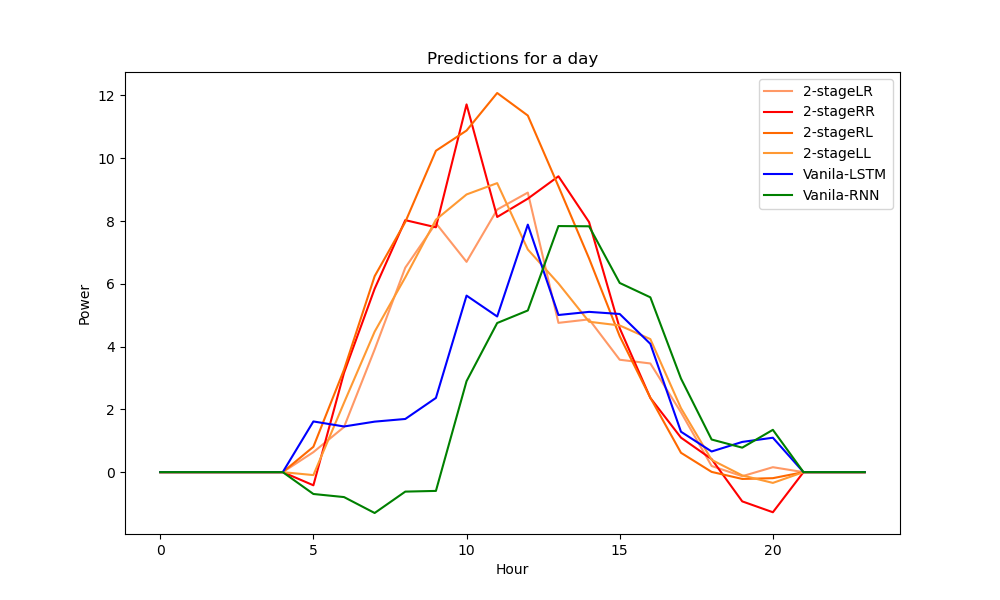 Predictions for a day
12
10
8
6
4
2
0
Power
0 5 10 15 20
Hour
2-stageLR
2-stageRR
2-stageRL
2-stageLL
Vanila-LSTM
Vanila-RNN